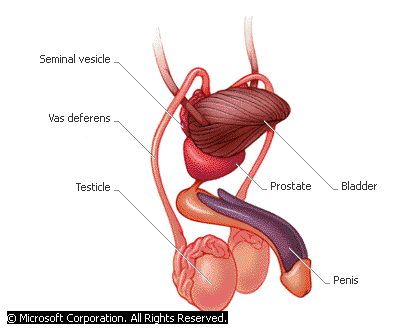 Seminal vesicle
Vas deferens
Testicle
Prostate
Bladder
Penis
© Microsoft Corporation. All Rights Reserved.